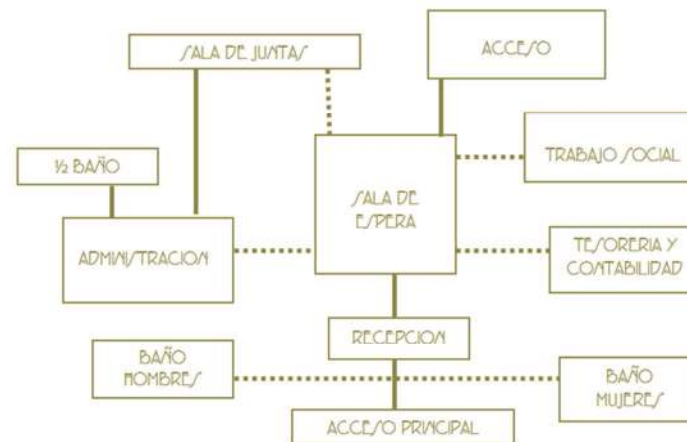 SALA DE JUNTAS
ACCESO
½ BAÑO
TRABAJO SOCIAL
SALA DE
ESPERA
ADMINISTRACION
TESORERIA Y
CONTABILIDAD
RECEPCION
BAÑO
HOMBRES
BAÑO
MUJERES
ACCESO PRINCIPAL